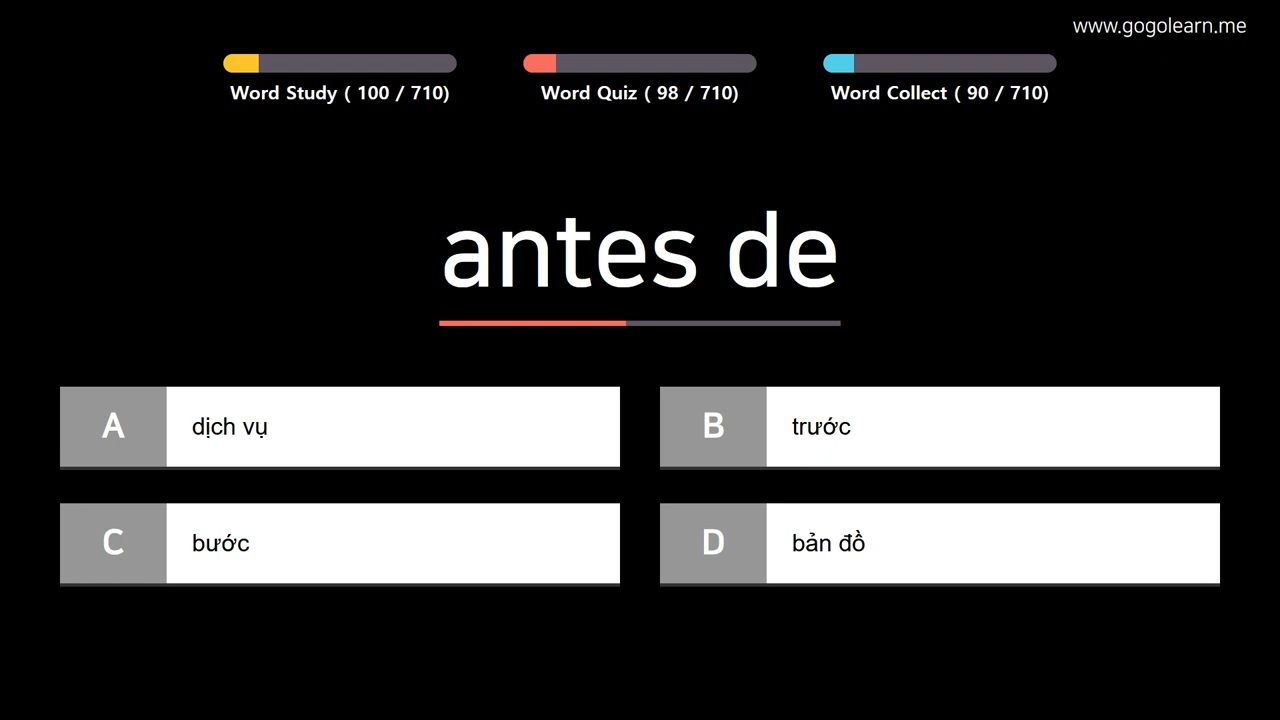 www.gogolearn.me
Word Study ( 100 / 710)
Word Quiz ( 98 / 710)
Word Collect ( 90 / 710)
antes de
A dịch vụ
B trước
C bước
D bản đồ